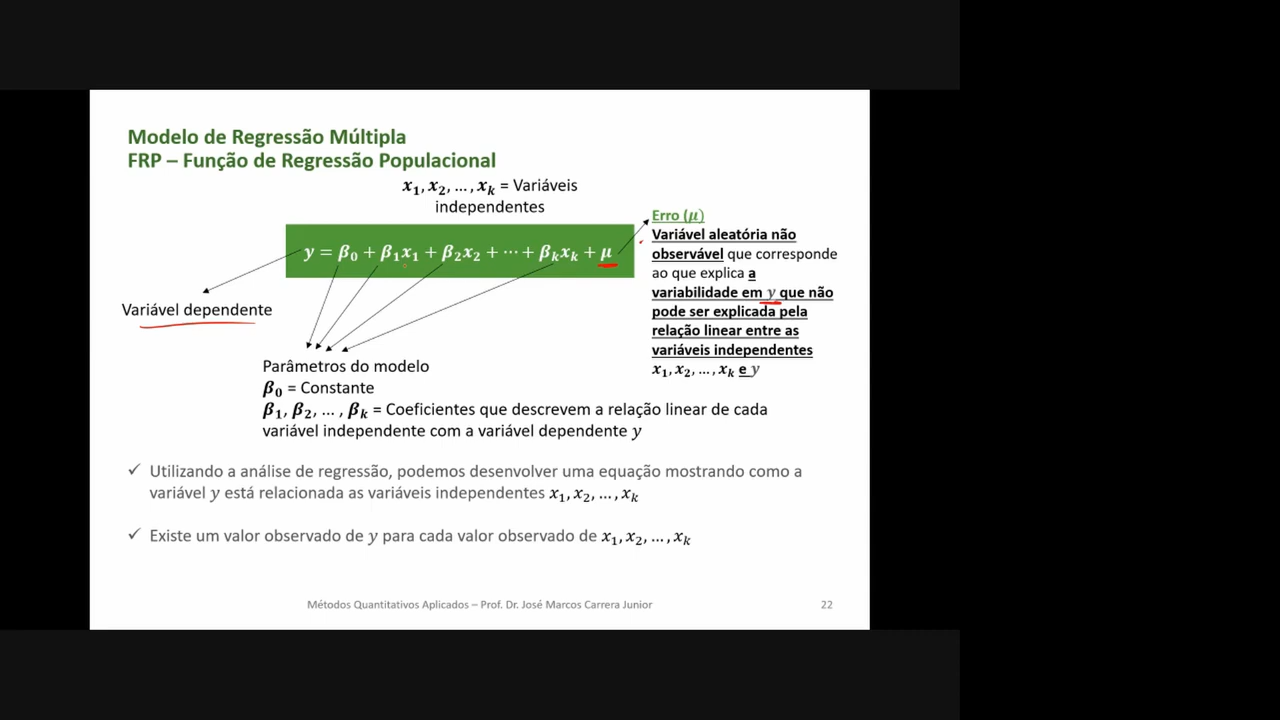 Modelo de Regressão Múltipla
FRP – Função de Regressão Populacional
x₁, x₂, … , xₖ = Variáveis
independentes
y = β₀ + β₁x₁ + β₂x₂ + ⋯ + βₖxₖ + μ
Erro (μ)
Variável aleatória não
observável que corresponde
ao que explica a
variabilidade em y que não
pode ser explicada pela
relação linear entre as
variáveis independentes
x₁, x₂, … , xₖ e y
Variável dependente
Parâmetros do modelo
β₀ = Constante
β₁, β₂, … , βₖ = Coeficientes que descrevem a relação linear de cada
variável independente com a variável dependente y
✓ Utilizando a análise de regressão, podemos desenvolver uma equação mostrando como a
variável y está relacionada as variáveis independentes x₁, x₂, … , xₖ
✓ Existe um valor observado de y para cada valor observado de x₁, x₂, … , xₖ
Métodos Quantitativos Aplicados – Prof. Dr. José Marcos Carrera Junior
22